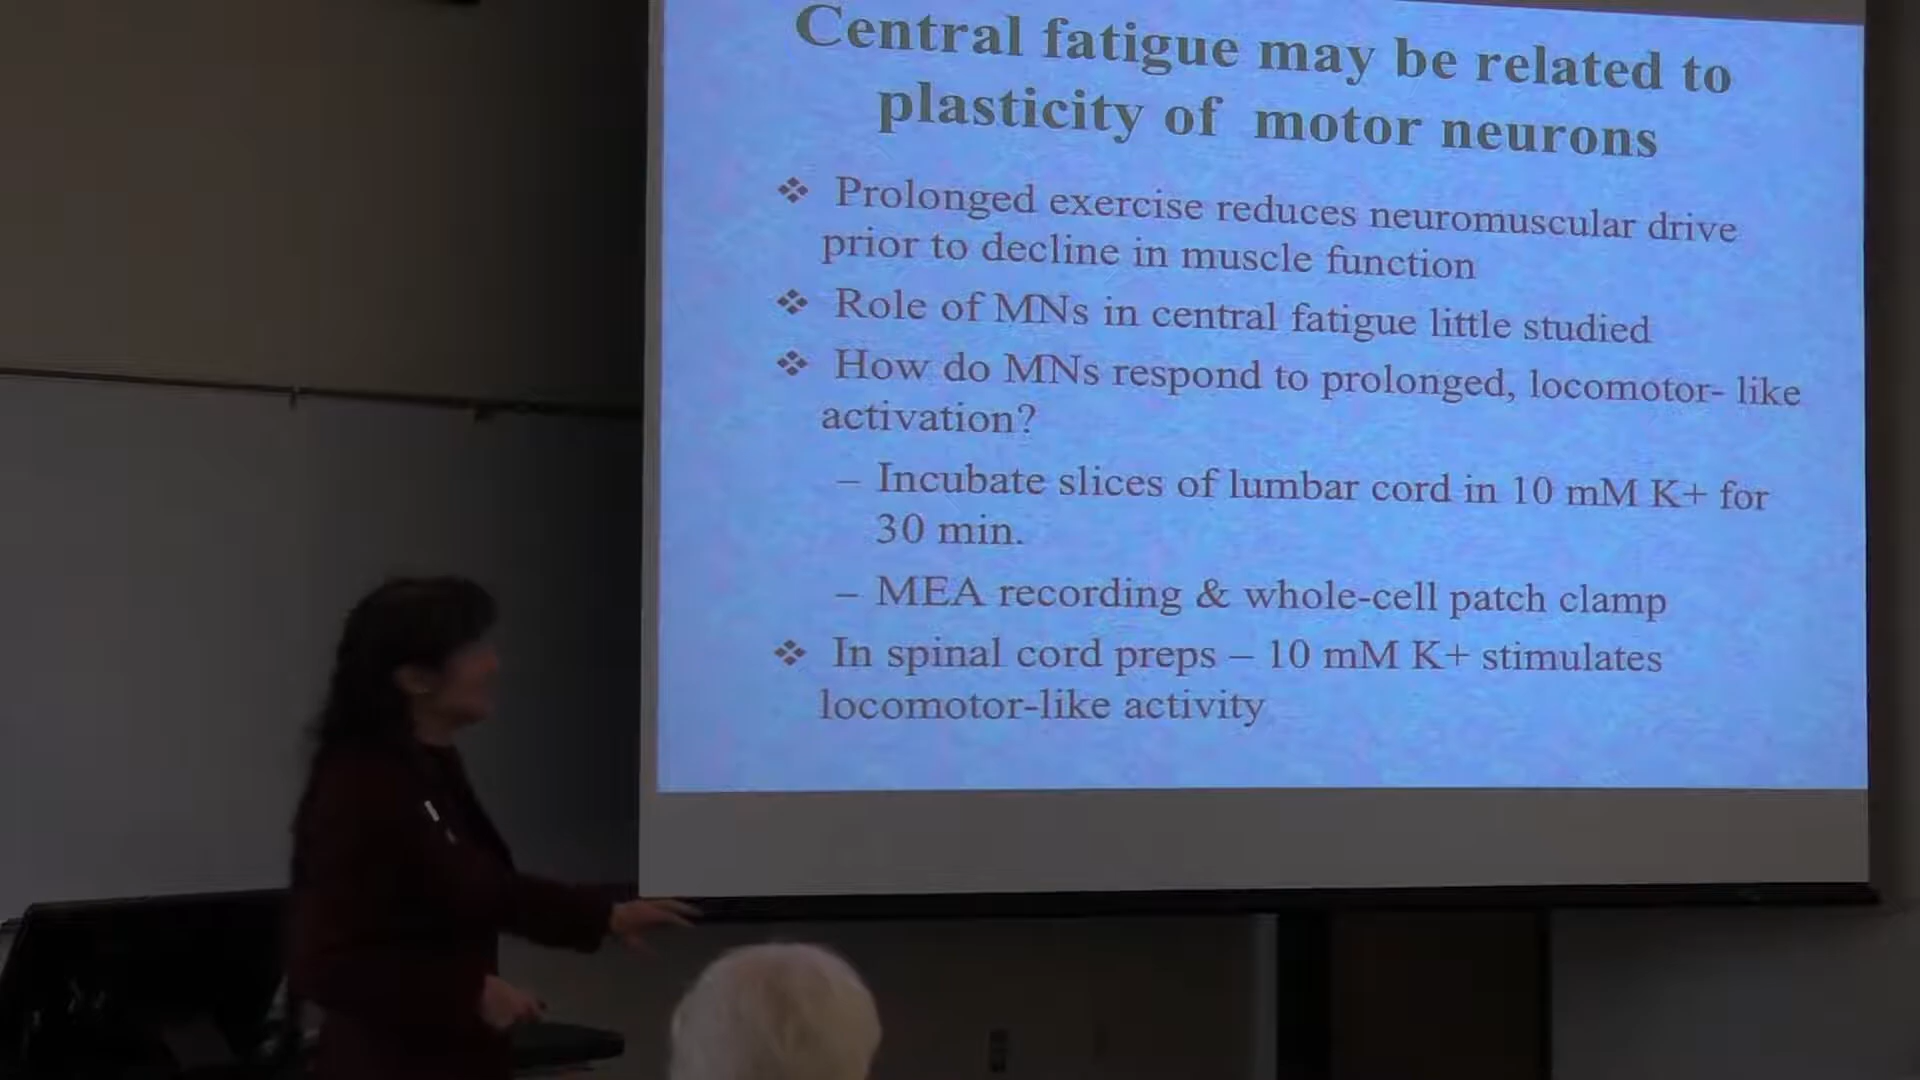 Central fatigue may be related to
plasticity of motor neurons
❖ Prolonged exercise reduces neuromuscular drive
prior to decline in muscle function
❖ Role of MNs in central fatigue little studied
❖ How do MNs respond to prolonged, locomotor- like
activation?
– Incubate slices of lumbar cord in 10 mM K+ for
30 min.
– MEA recording & whole-cell patch clamp
❖ In spinal cord preps – 10 mM K+ stimulates
locomotor-like activity